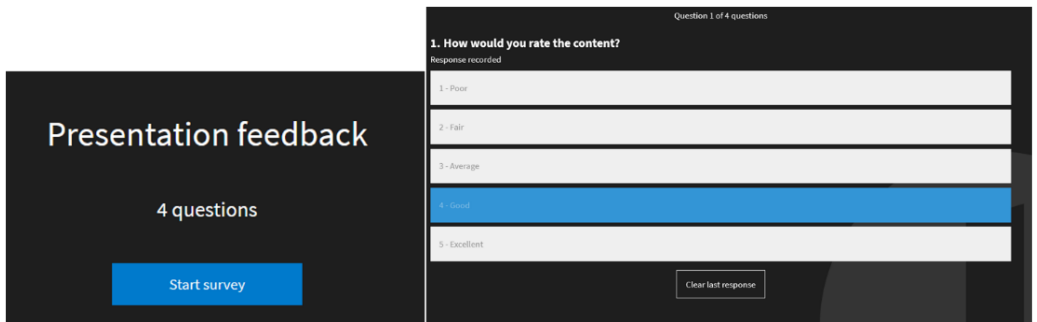 Presentation feedback
4 questions
Start survey
Question 1 of 4 questions
1. How would you rate the content?
Response recorded
1 - Poor
2 - Fair
3 - Average
4 - Good
5 - Excellent
Clear last response